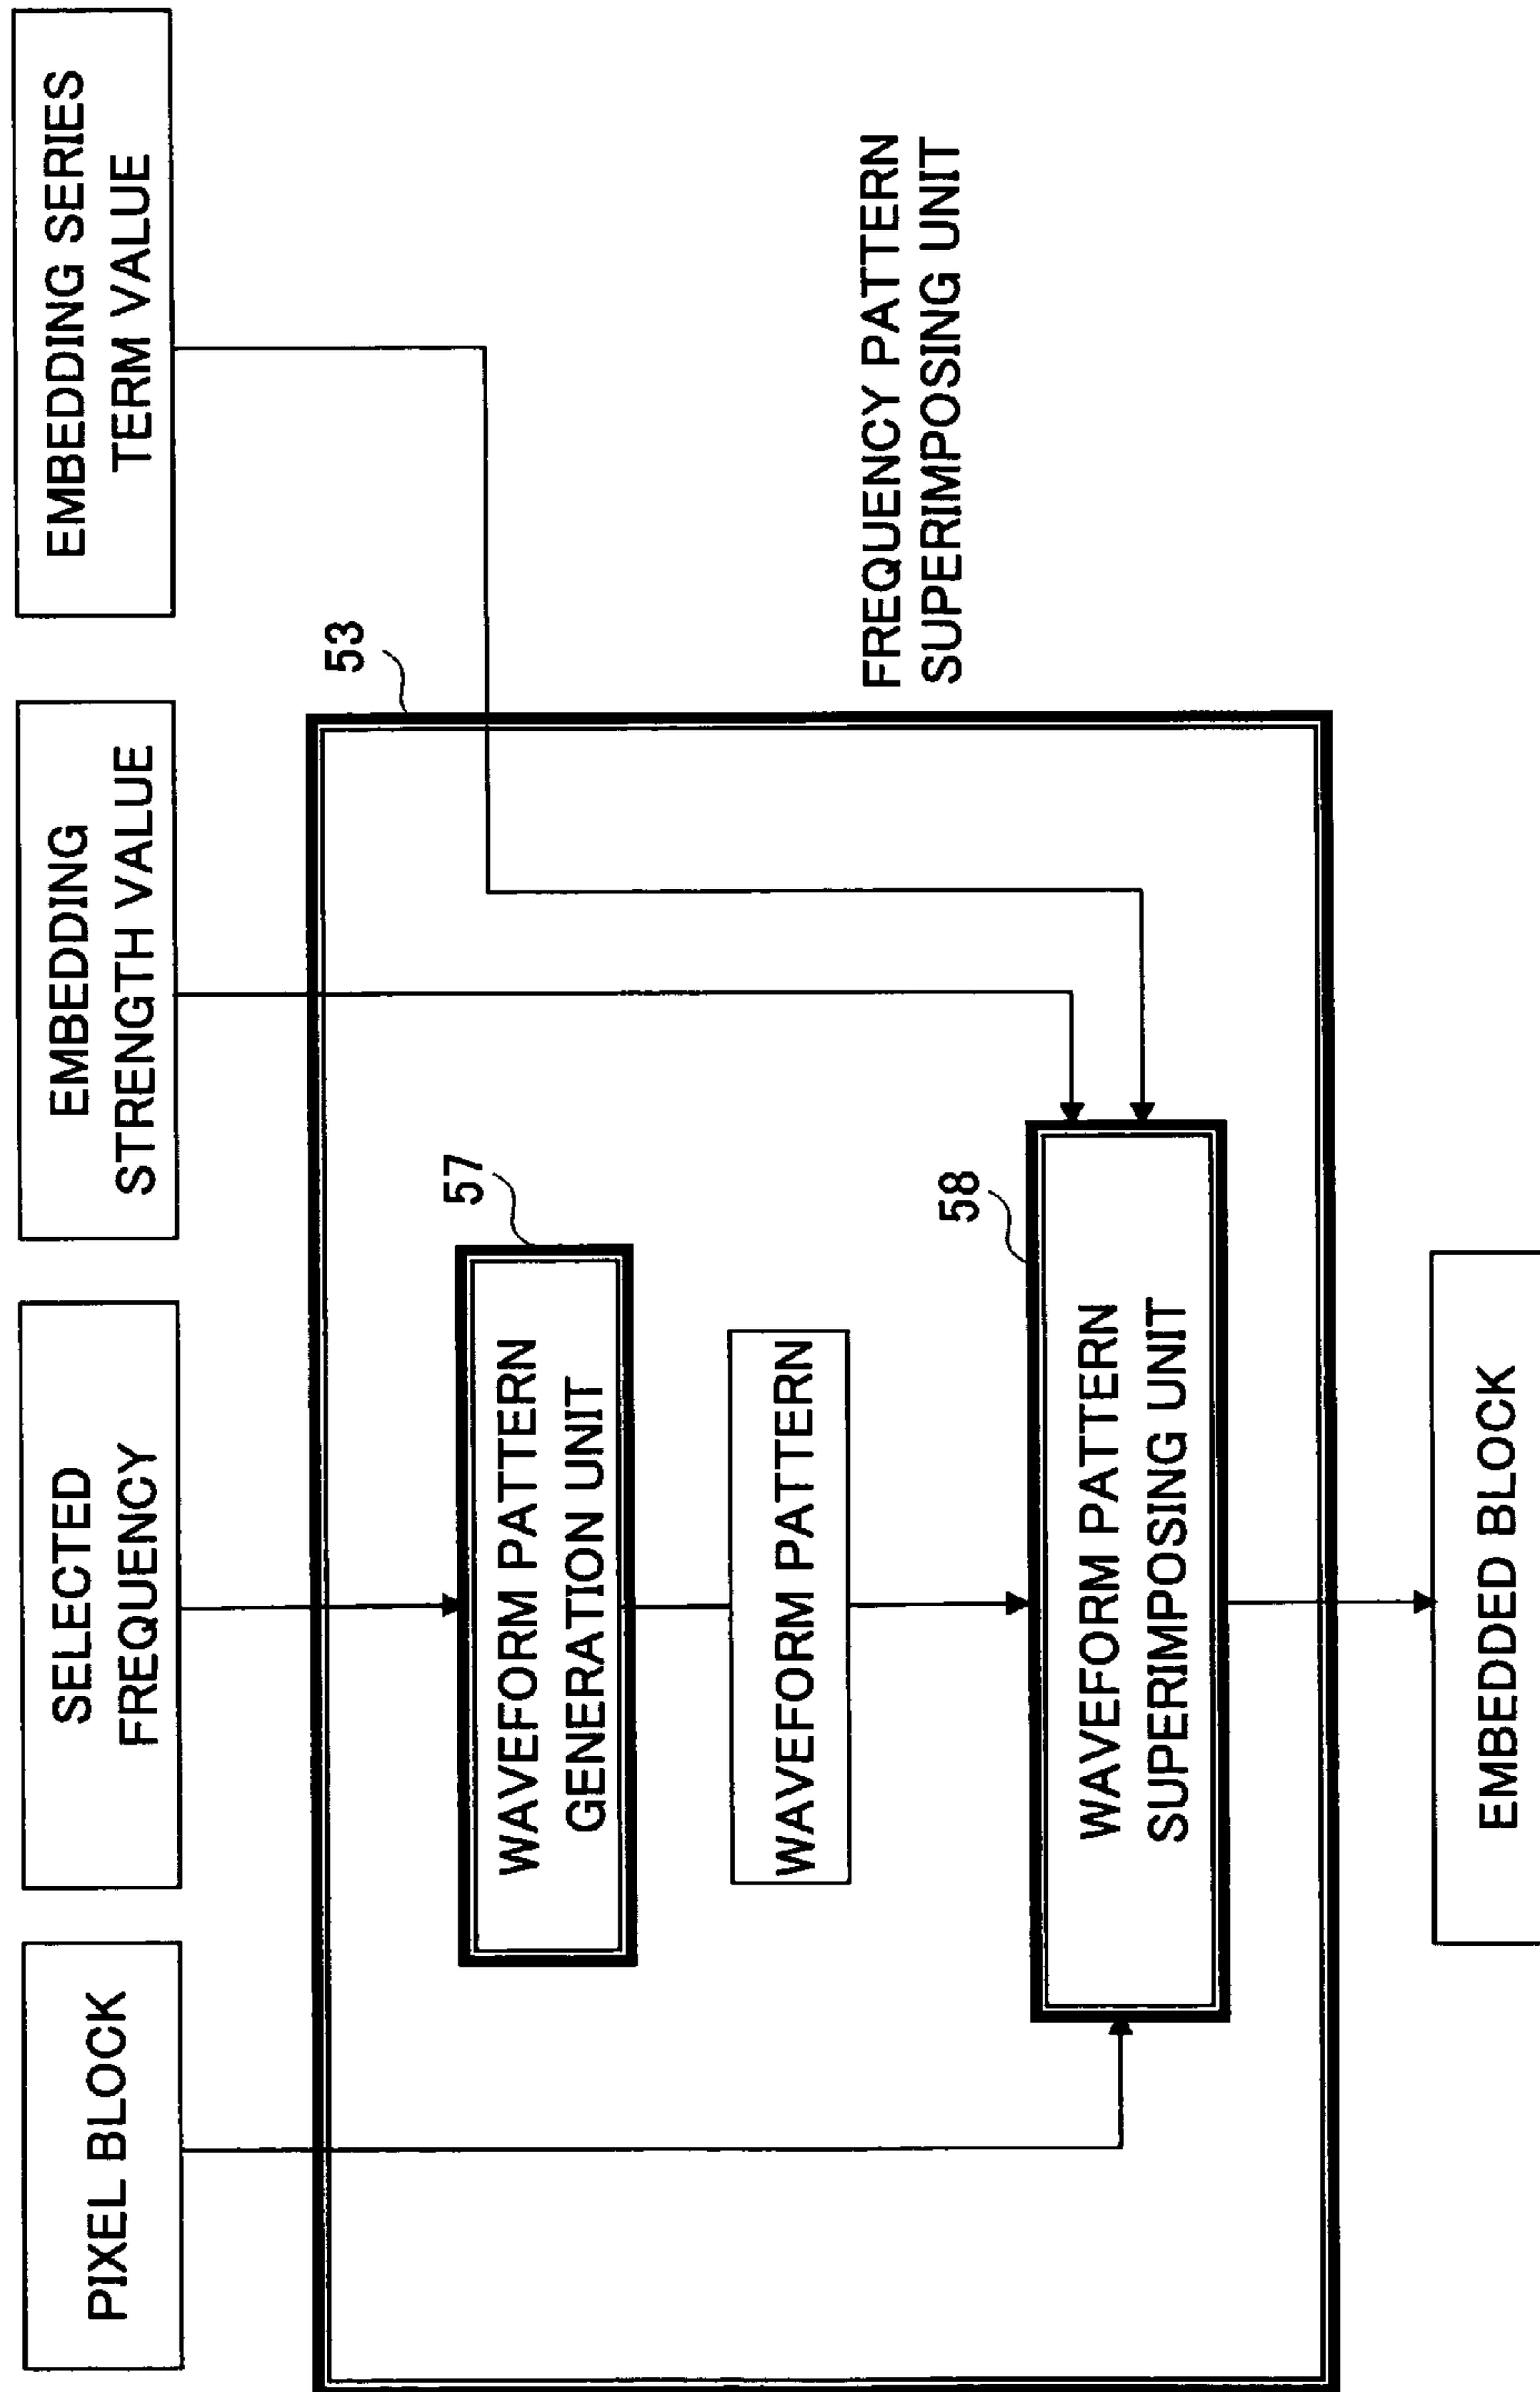 PIXEL BLOCK
SELECTED
FREQUENCY
EMBEDDING
STRENGTH VALUE
EMBEDDING SERIES
TERM VALUE
53
57
WAVEFORM PATTERN
GENERATION UNIT
WAVEFORM PATTERN
FREQUENCY PATTERN
SUPERIMPOSING UNIT
58
WAVEFORM PATTERN
SUPERIMPOSING UNIT
EMBEDDED BLOCK